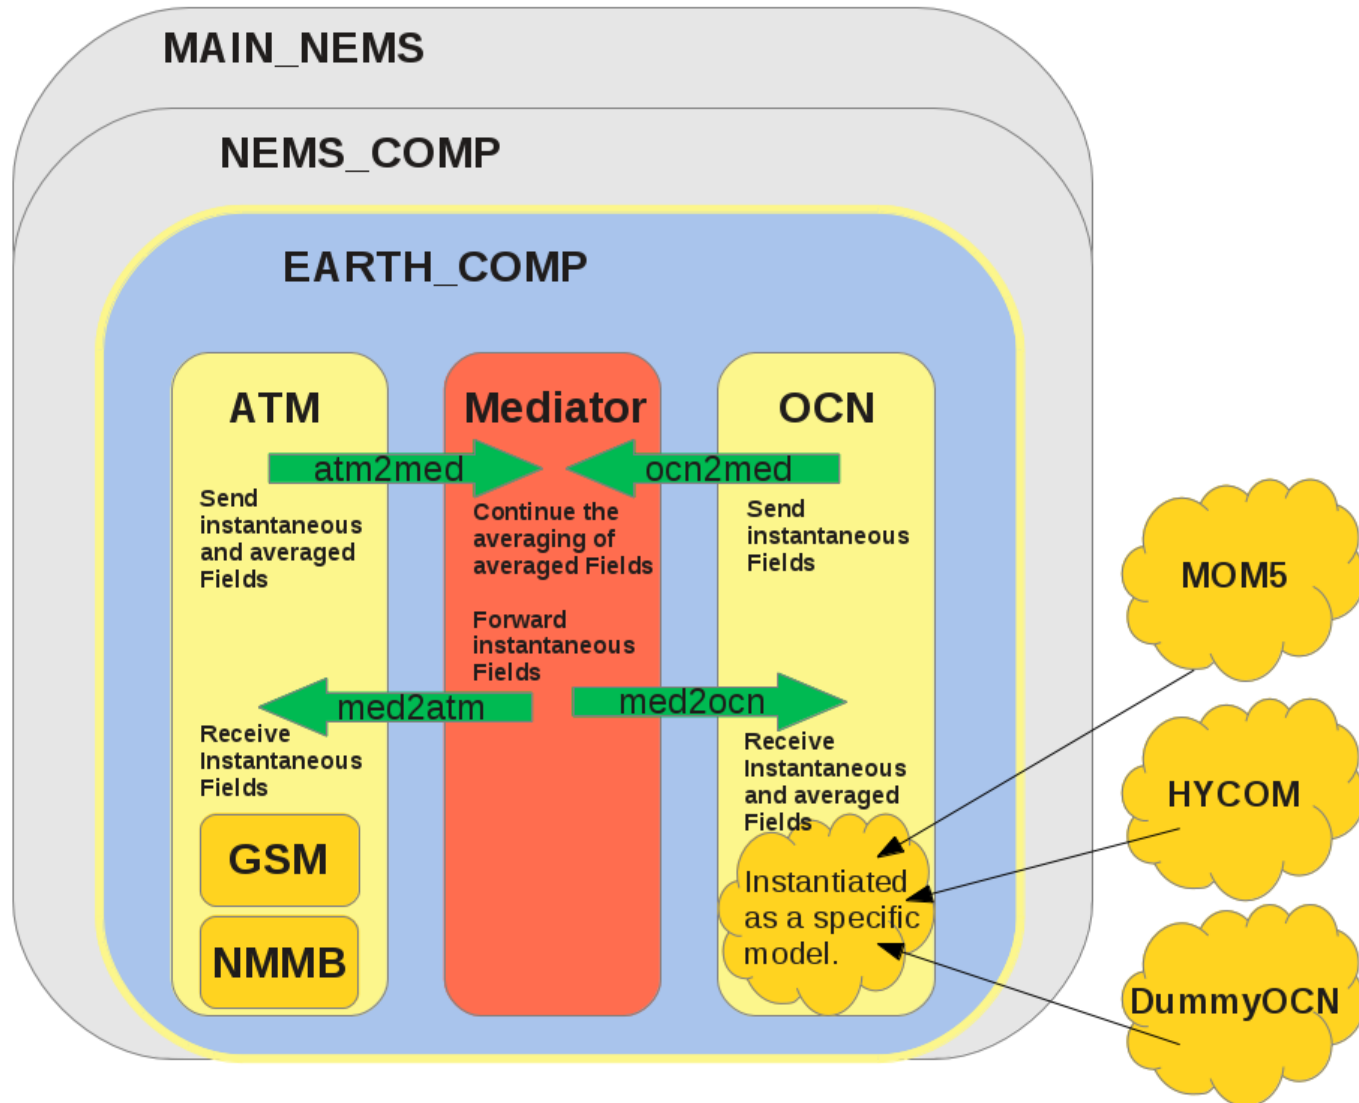 MAIN_NEMS
NEMS_COMP
EARTH_COMP
ATM
atm2med
Send
instantaneous
and averaged
Fields
med2atm
Receive
Instantaneous
Fields
GSM
NMMB
Mediator
Continue the
averaging of
averaged Fields
Forward
instantaneous
Fields
OCN
ocn2med
Send
instantaneous
Fields
med2ocn
Receive
Instantaneous
and averaged
Fields
Instantiated
as a specific
model.
MOM5
HYCOM
DummyOCN